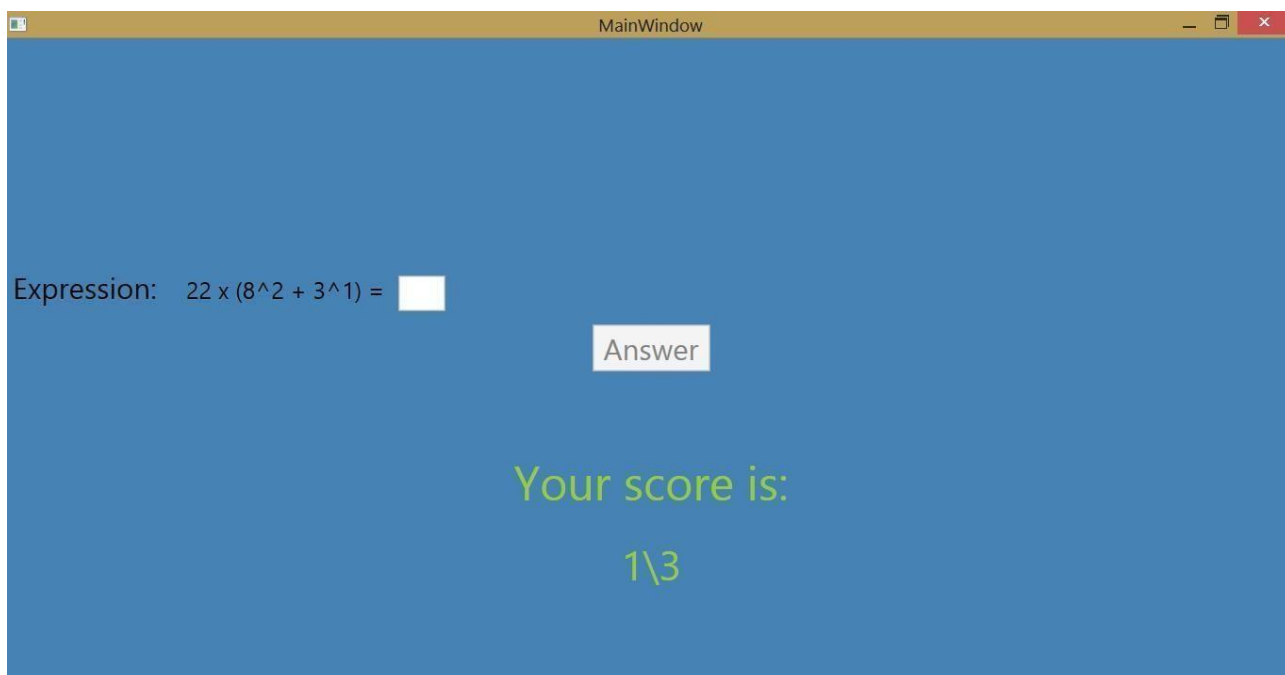 MainWindow
Expression: 22 x (8^2 + 3^1) =
Answer
Your score is:
1\3